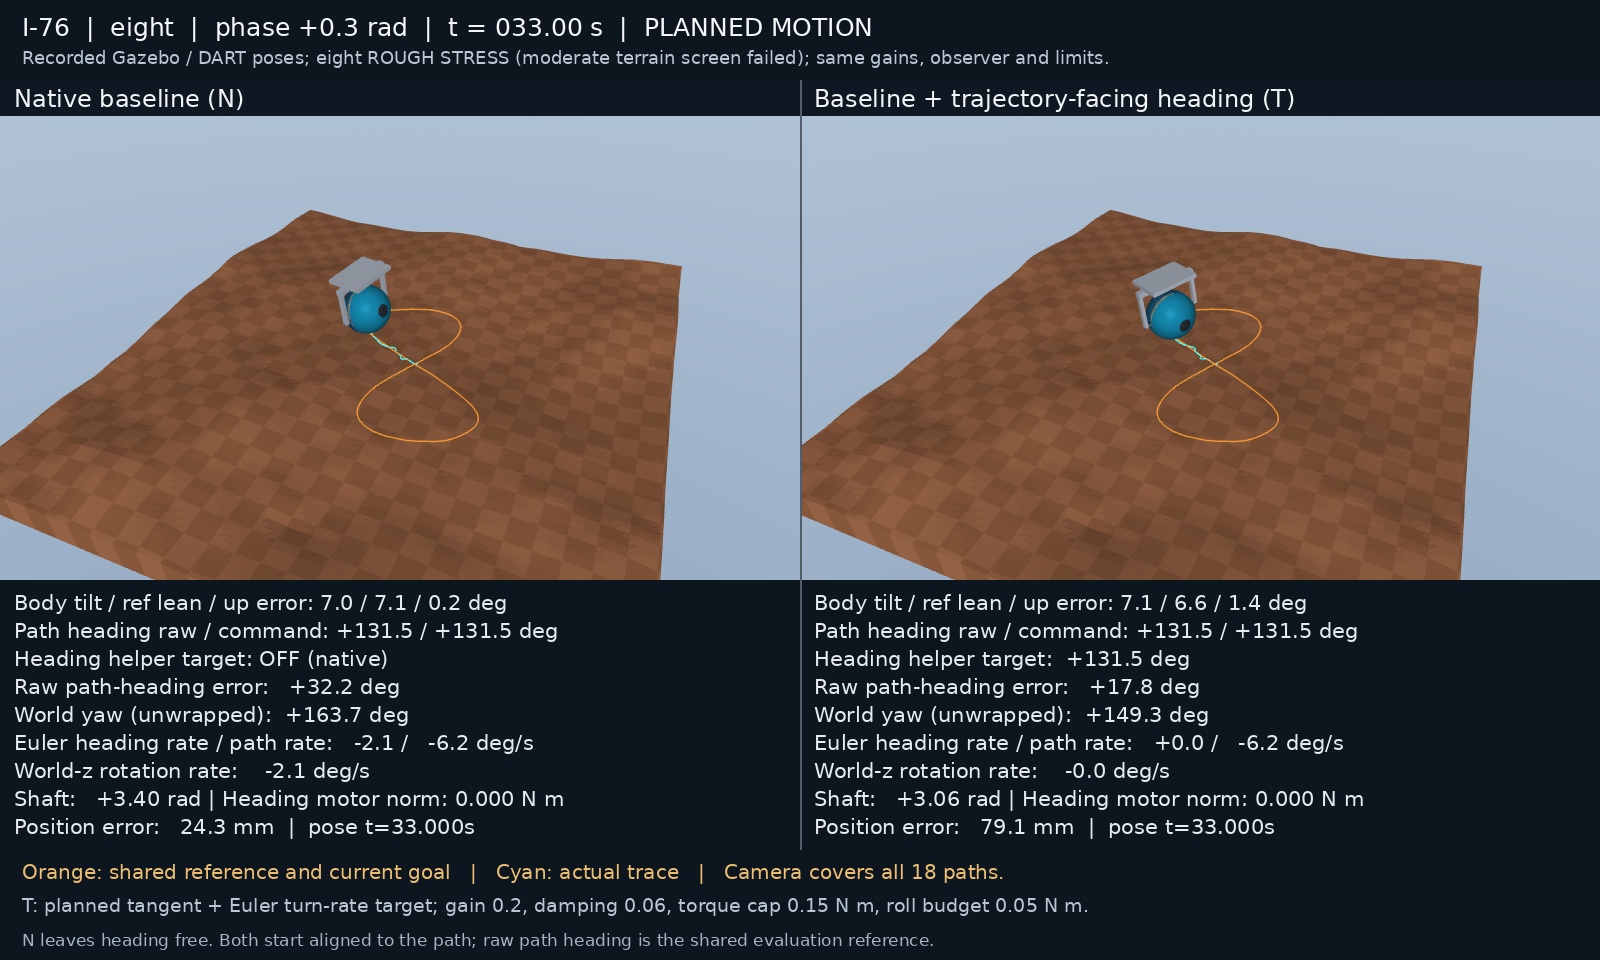 I-76 | eight | phase +0.3 rad | t = 033.00 s | PLANNED MOTION
Recorded Gazebo / DART poses; eight ROUGH STRESS (moderate terrain screen failed); same gains, observer and limits.
Native baseline (N)
Body tilt / ref lean / up error: 7.0 / 7.1 / 0.2 deg
Path heading raw / command: +131.5 / +131.5 deg
Heading helper target: OFF (native)
Raw path-heading error: +32.2 deg
World yaw (unwrapped): +163.7 deg
Euler heading rate / path rate: -2.1 / -6.2 deg/s
World-z rotation rate: -2.1 deg/s
Shaft: +3.40 rad | Heading motor norm: 0.000 N m
Position error: 24.3 mm | pose t=33.000s
Baseline + trajectory-facing heading (T)
Body tilt / ref lean / up error: 7.1 / 6.6 / 1.4 deg
Path heading raw / command: +131.5 / +131.5 deg
Heading helper target: +131.5 deg
Raw path-heading error: +17.8 deg
World yaw (unwrapped): +149.3 deg
Euler heading rate / path rate: +0.0 / -6.2 deg/s
World-z rotation rate: -0.0 deg/s
Shaft: +3.06 rad | Heading motor norm: 0.000 N m
Position error: 79.1 mm | pose t=33.000s
Orange: shared reference and current goal | Cyan: actual trace | Camera covers all 18 paths.
T: planned tangent + Euler turn-rate target; gain 0.2, damping 0.06, torque cap 0.15 N m, roll budget 0.05 N m.
N leaves heading free. Both start aligned to the path; raw path heading is the shared evaluation reference.